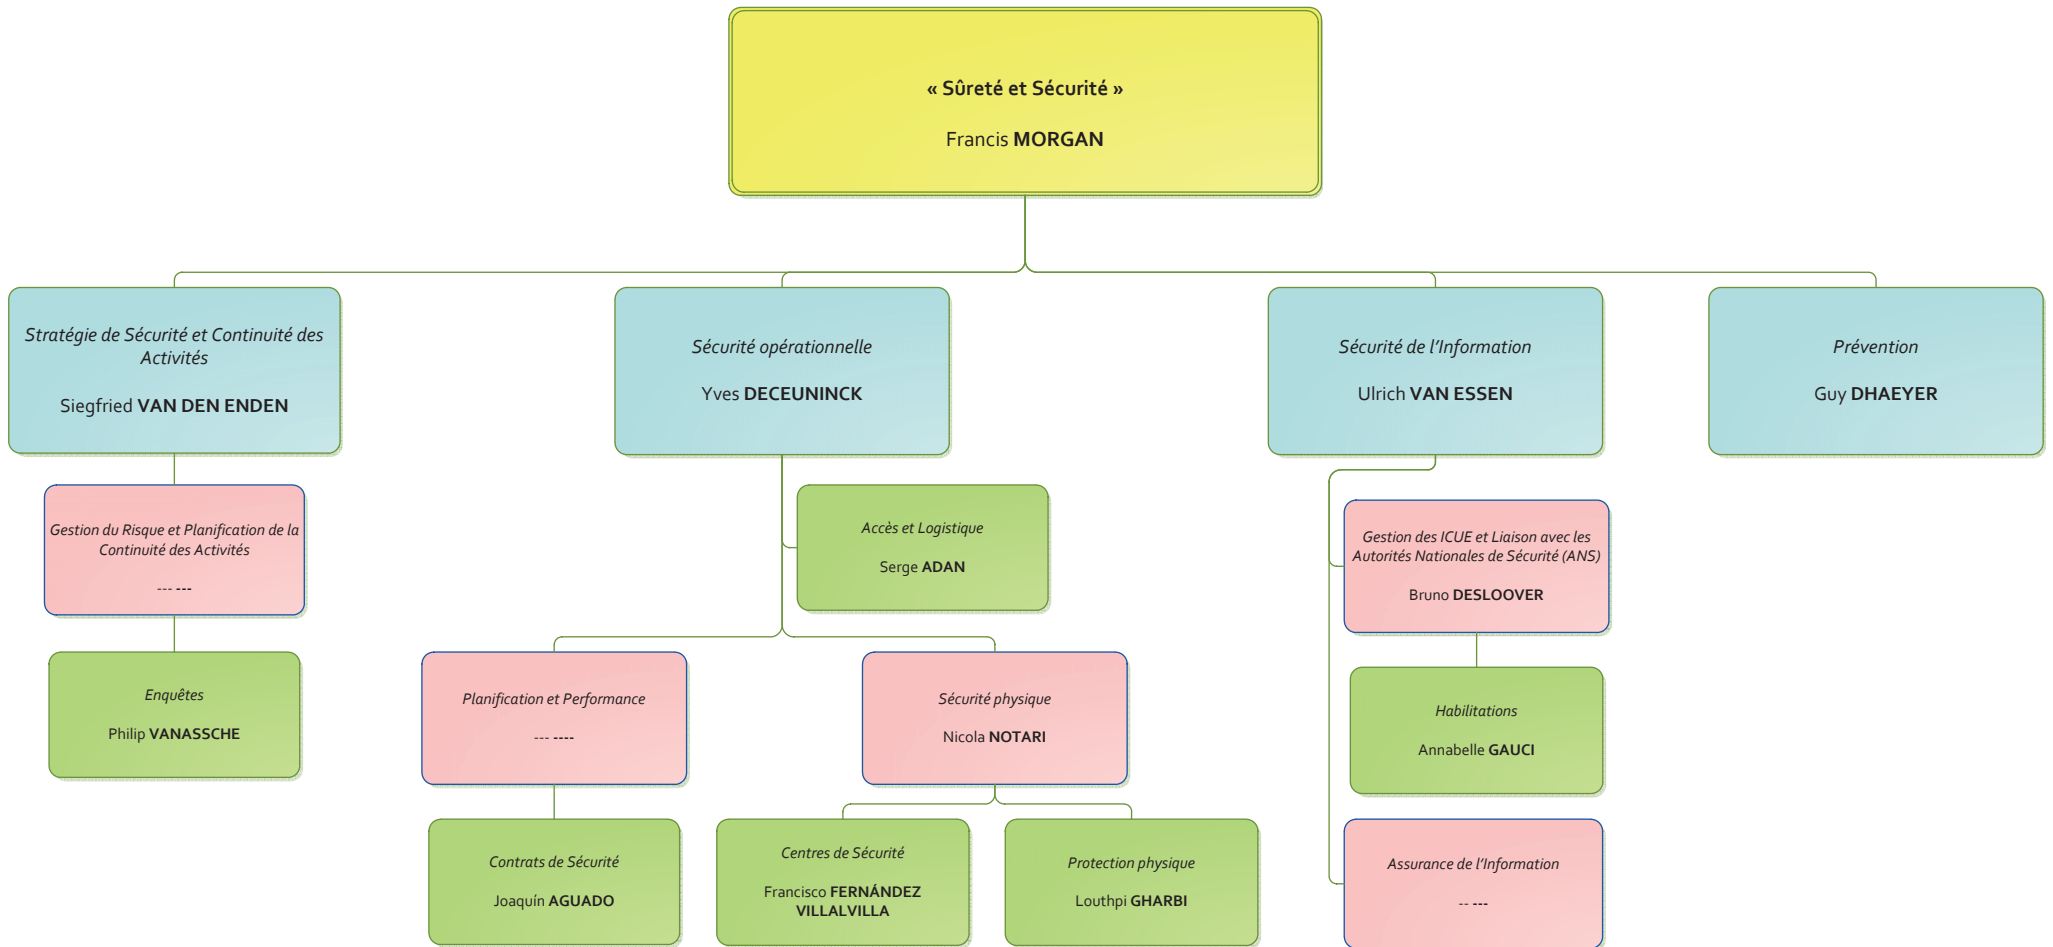 « Sûreté et Sécurité »
Francis MORGAN
Stratégie de Sécurité et Continuité des
Activités
Siegfried VAN DEN ENDEN
Sécurité opérationnelle
Yves DECEUNINCK
Sécurité de l'Information
Ulrich VAN ESSEN
Prévention
Guy DHAEYER
Gestion du Risque et Planification de la
Continuité des Activités
--- ---
Accès et Logistique
Serge ADAN
Gestion des ICUE et Liaison avec les
Autorités Nationales de Sécurité (ANS)
Bruno DESLOOVER
Enquêtes
Philip VANASSCHE
Planification et Performance
--- ----
Sécurité physique
Nicola NOTARI
Habilitations
Annabelle GAUCI
Contrats de Sécurité
Joaquín AGUADO
Centres de Sécurité
Francisco FERNÁNDEZ
VILLALVILLA
Protection physique
Louthpi GHARBI
Assurance de l'Information
-- ---